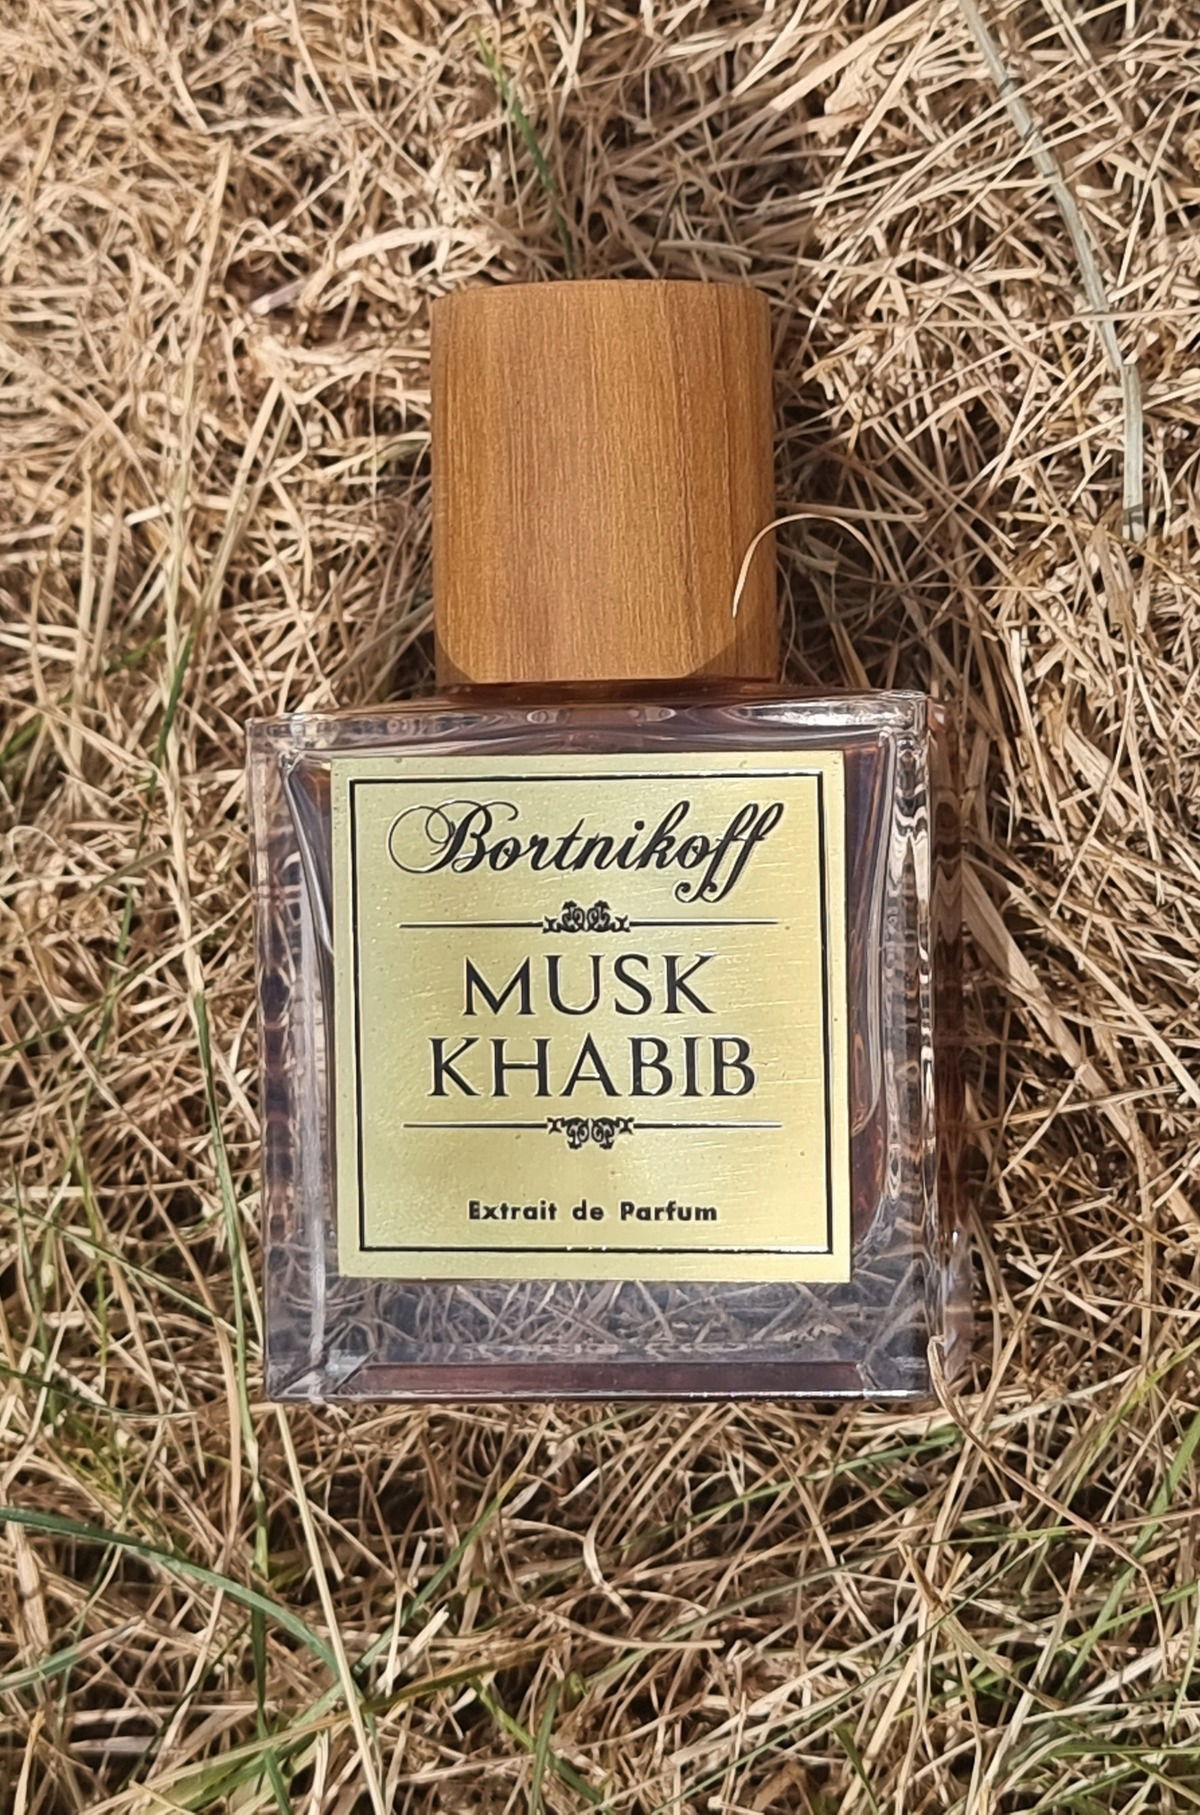 Bortnikoff
MUSK
KHABIB
Extrait de Parfum